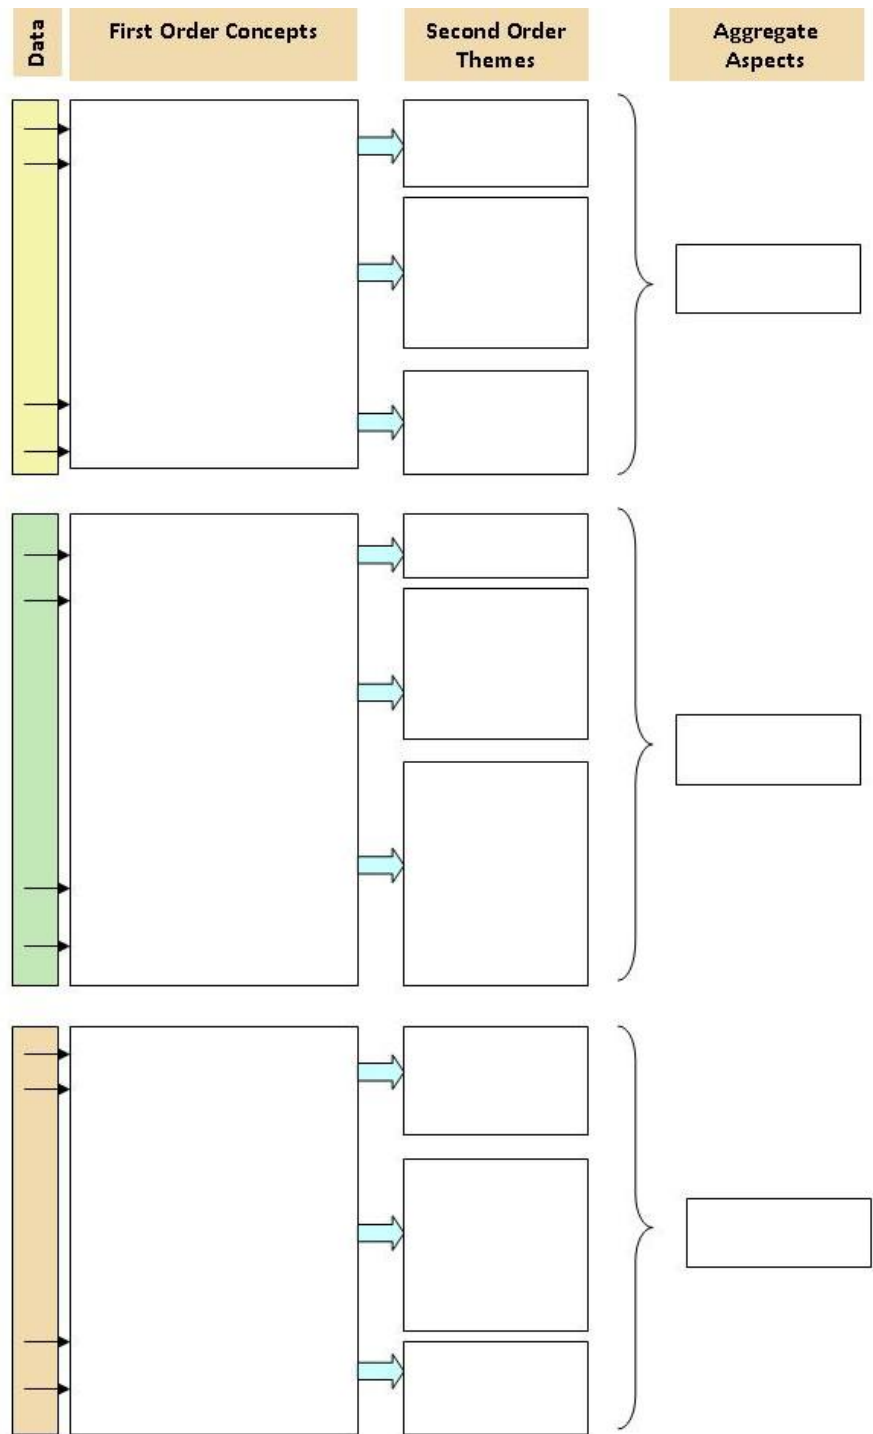 Data
First Order Concepts
Second Order
Themes
Aggregate
Aspects